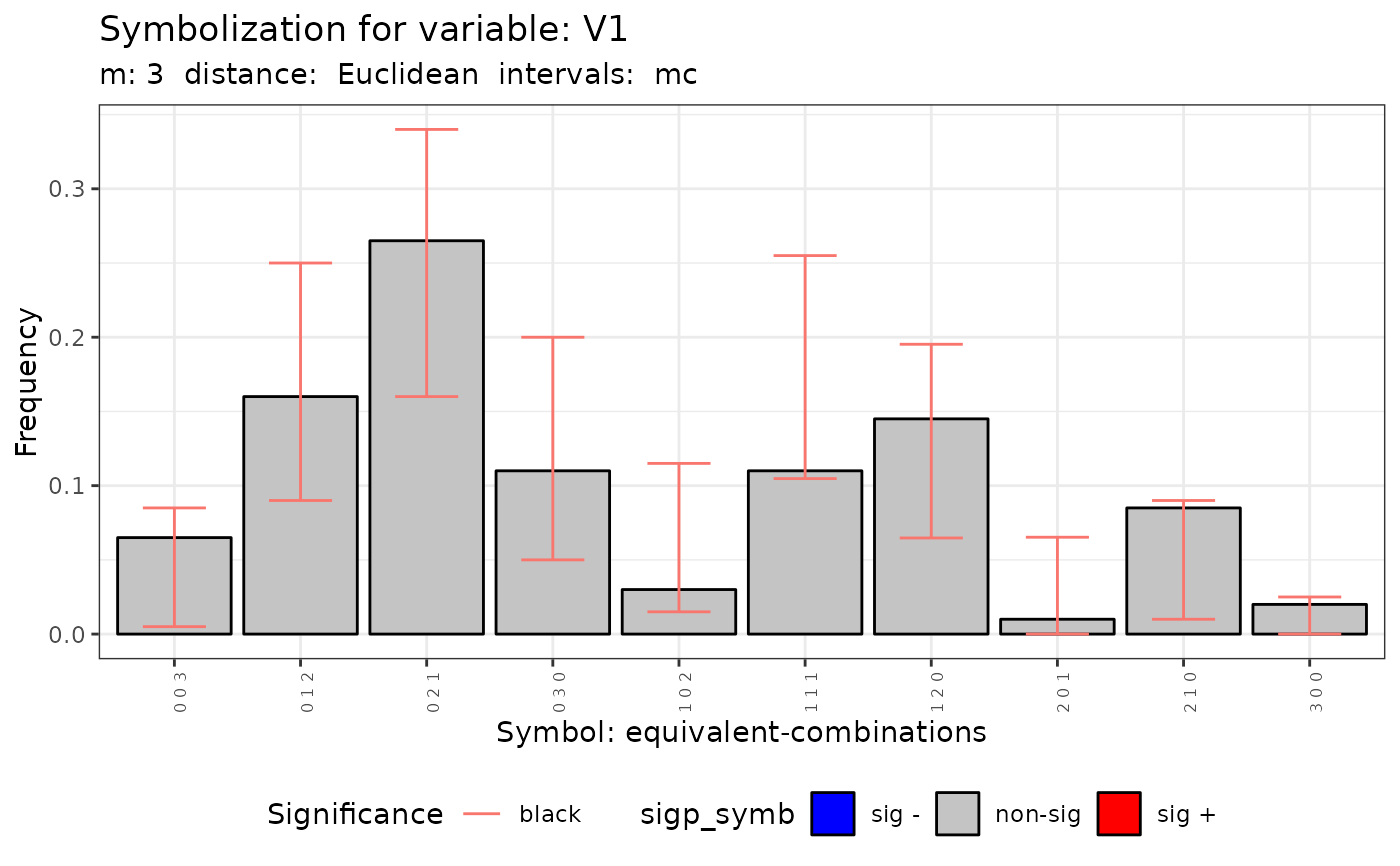 Symbolization for variable: V1
m: 3 distance: Euclidean intervals: mc
Frequency
0.3
0.2
0.1
0.0
0 0 3
0 1 2
0 2 1
0 3 0
1 0 2
1 1 1
1 2 0
2 0 1
2 1 0
3 0 0
Symbol: equivalent-combinations
Significance black sigp_symb sig - non-sig sig +